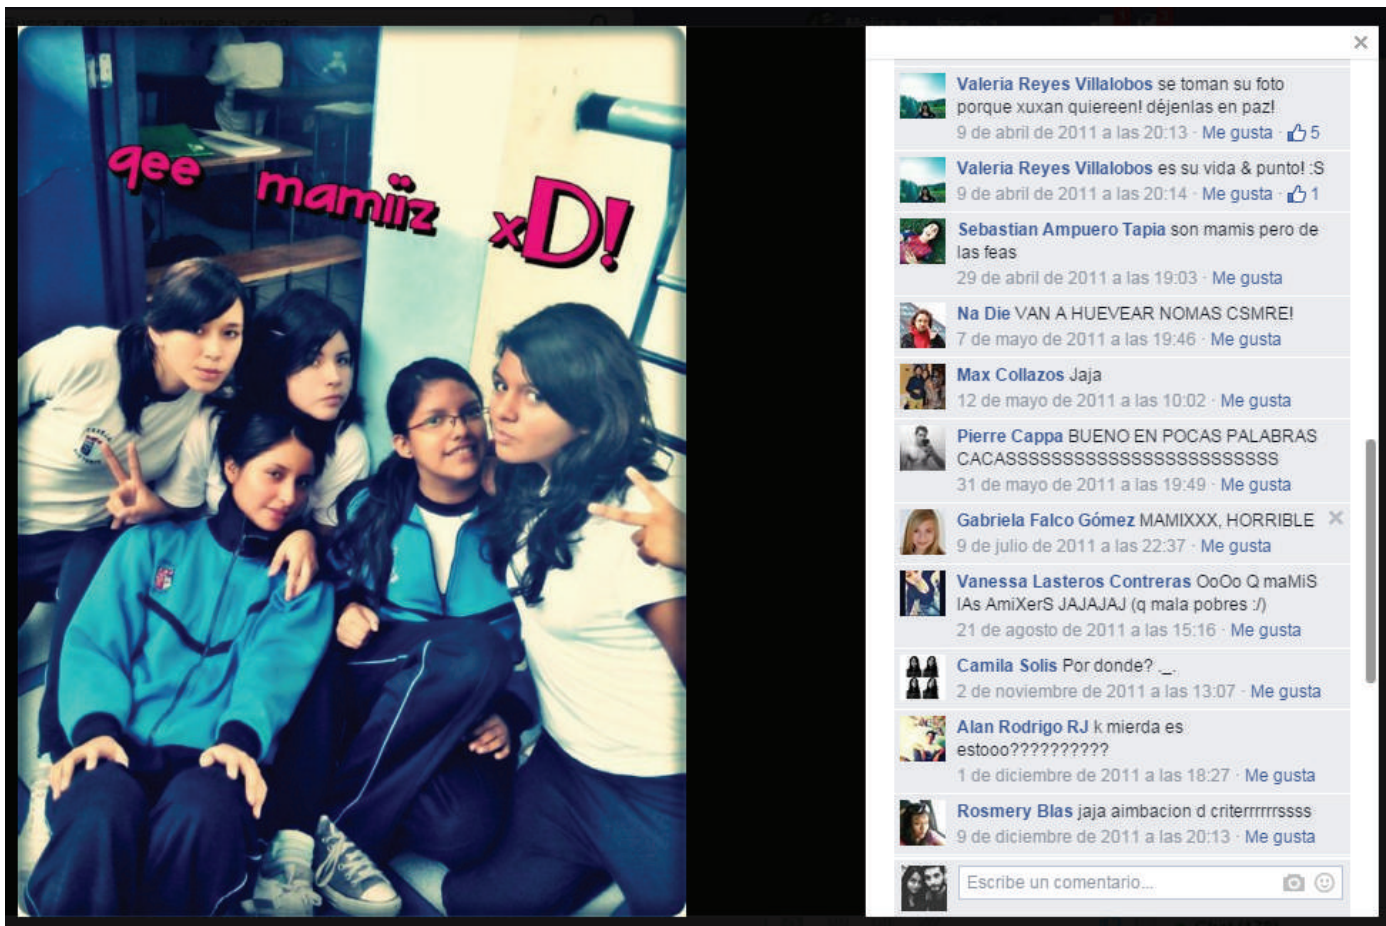 qee mamiïz xD!
Valeria Reyes Villalobos se toman su foto
porque xuxan quiereen! déjenlas en paz!
9 de abril de 2011 a las 20:13 · Me gusta · 5
Valeria Reyes Villalobos es su vida & punto! :S
9 de abril de 2011 a las 20:14 · Me gusta · 1
Sebastian Ampuero Tapia son mamis pero de
las feas
29 de abril de 2011 a las 19:03 · Me gusta
Na Die VAN A HUEVEAR NOMAS CSMRE!
7 de mayo de 2011 a las 19:46 · Me gusta
Max Collazos Jaja
12 de mayo de 2011 a las 10:02 · Me gusta
Pierre Cappa BUENO EN POCAS PALABRAS
CACASSSSSSSSSSSSSSSSSSSSSSSS
31 de mayo de 2011 a las 19:49 · Me gusta
Gabriela Falco Gómez MAMIXXX, HORRIBLE
9 de julio de 2011 a las 22:37 · Me gusta
Vanessa Lasteros Contreras OoOo Q maMiS
lAs AmiXerS JAJAJAJ (q mala pobres :/)
21 de agosto de 2011 a las 15:16 · Me gusta
Camila Solis Por donde? ._.
2 de noviembre de 2011 a las 13:07 · Me gusta
Alan Rodrigo RJ k mierda es
estooo??????????
1 de diciembre de 2011 a las 18:27 · Me gusta
Rosmery Blas jaja aimbacion d criterrrrrrssss
9 de diciembre de 2011 a las 20:13 · Me gusta
Escribe un comentario...